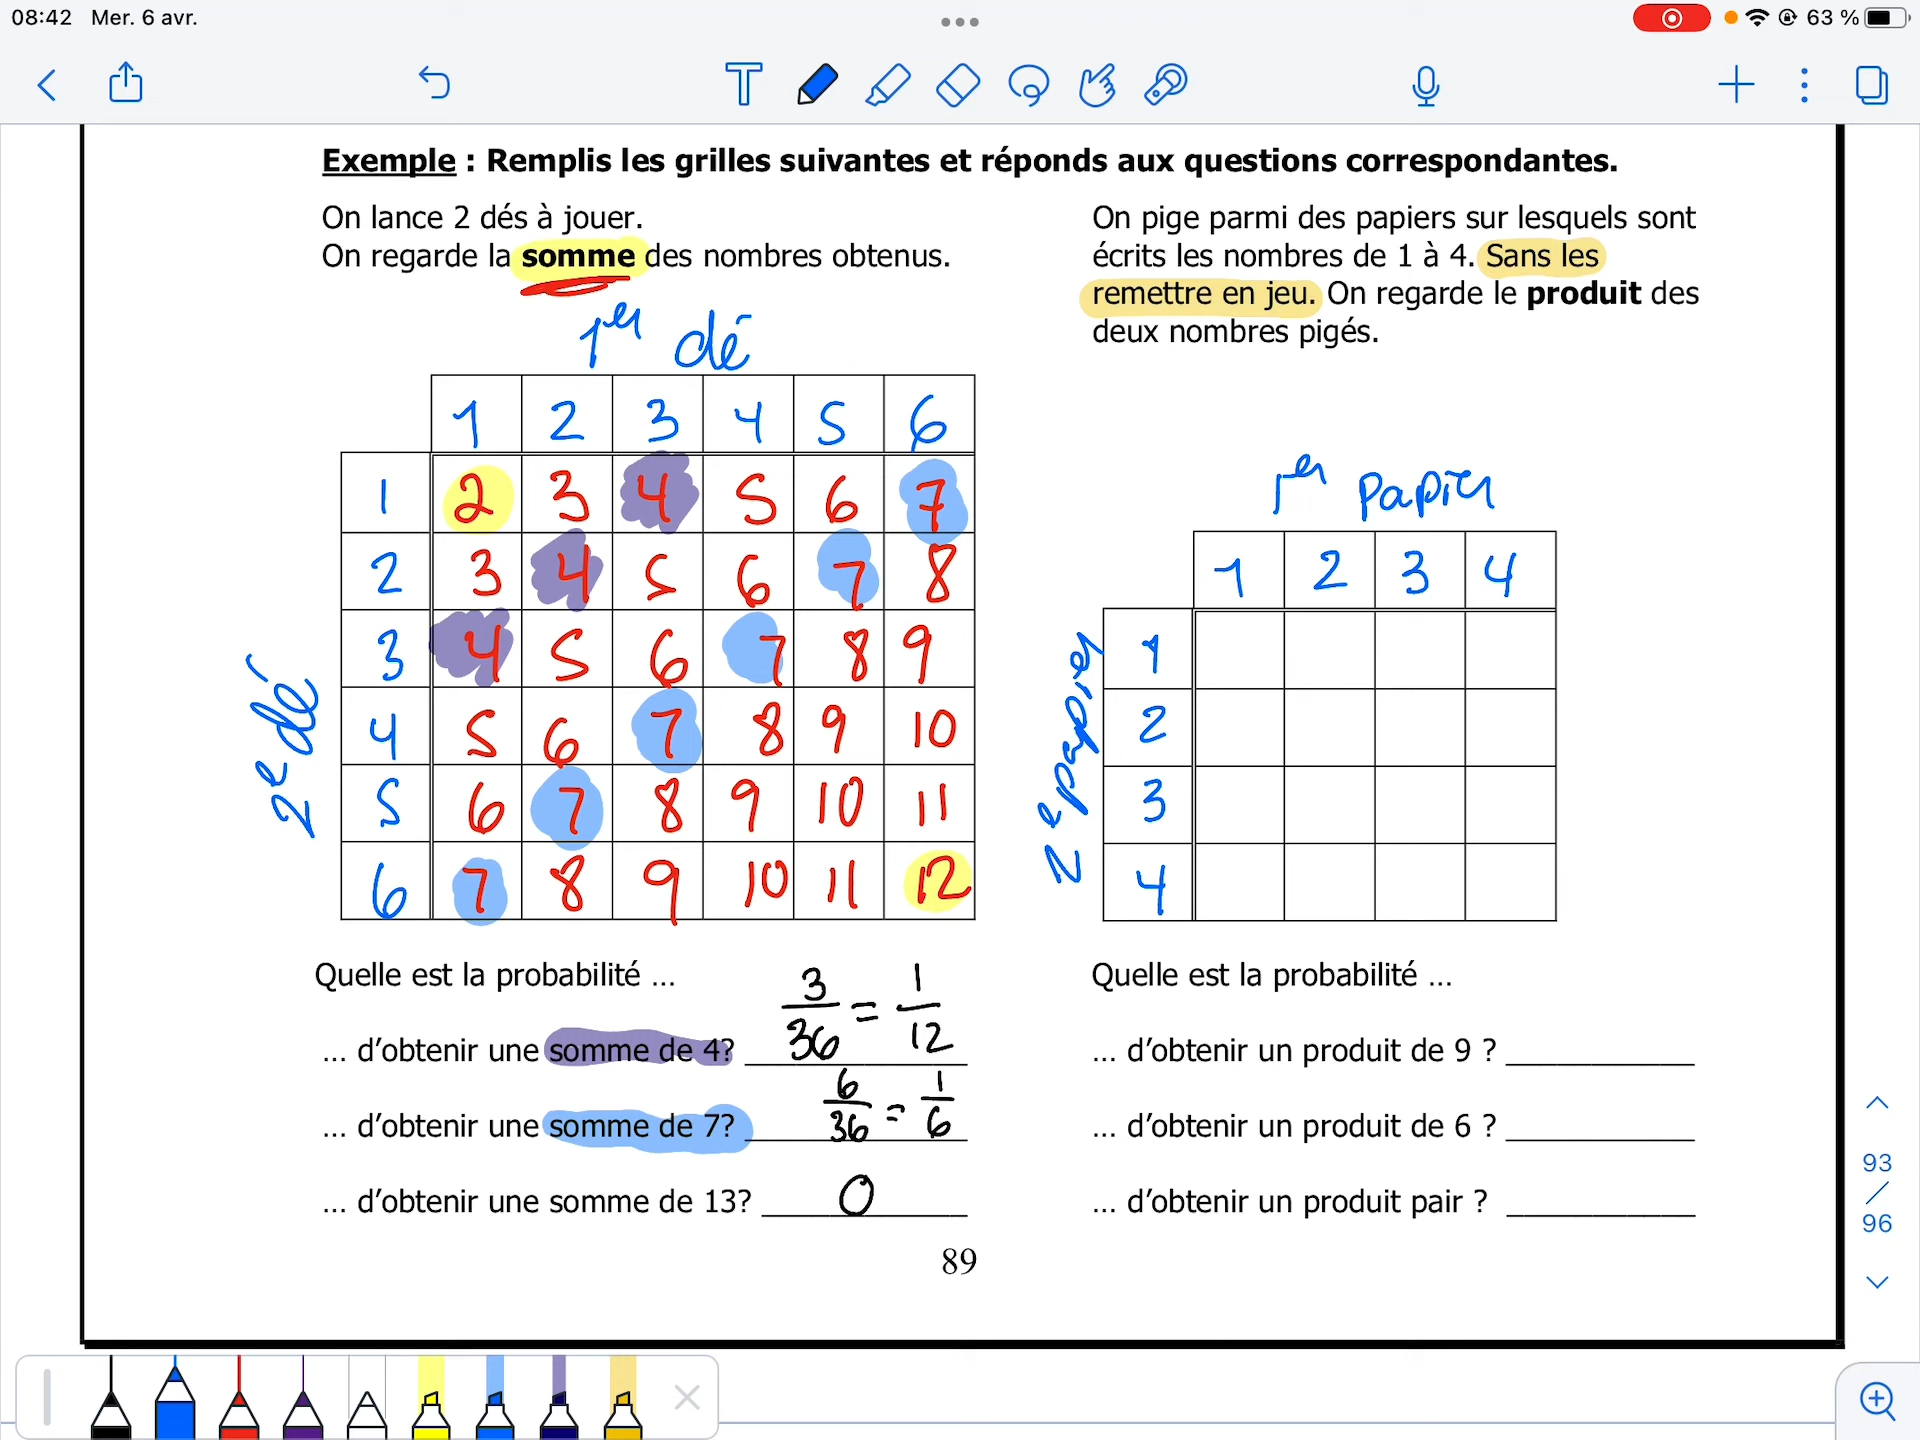 08:42 Mer. 6 avr.
63 %
Exemple : Remplis les grilles suivantes et réponds aux questions correspondantes.
On lance 2 dés à jouer.
On regarde la somme des nombres obtenus.
1er dé
1 2 3 4 5 6
1 2 3 4 5 6 7
2 3 4 5 6 7 8
3 4 5 6 7 8 9
4 5 6 7 8 9 10
5 6 7 8 9 10 11
6 7 8 9 10 11 12
2e dé
Quelle est la probabilité ...
... d'obtenir une somme de 4? 3/36 = 1/12
... d'obtenir une somme de 7? 6/36 = 1/6
... d'obtenir une somme de 13? 0
On pige parmi des papiers sur lesquels sont
écrits les nombres de 1 à 4. Sans les
remettre en jeu. On regarde le produit des
deux nombres pigés.
1er papier
1 2 3 4
1
2
3
4
2e papier
Quelle est la probabilité ...
... d'obtenir un produit de 9 ?
... d'obtenir un produit de 6 ?
... d'obtenir un produit pair ?
89
93
/
96